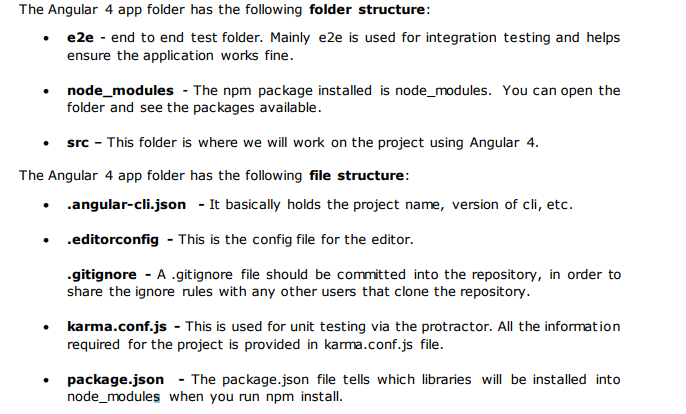 The Angular 4 app folder has the following folder structure:
• e2e - end to end test folder. Mainly e2e is used for integration testing and helps
ensure the application works fine.
• node_modules - The npm package installed is node_modules. You can open the
folder and see the packages available.
• src – This folder is where we will work on the project using Angular 4.
The Angular 4 app folder has the following file structure:
• .angular-cli.json - It basically holds the project name, version of cli, etc.
• .editorconfig - This is the config file for the editor.
.gitignore - A .gitignore file should be committed into the repository, in order to
share the ignore rules with any other users that clone the repository.
• karma.conf.js - This is used for unit testing via the protractor. All the information
required for the project is provided in karma.conf.js file.
• package.json - The package.json file tells which libraries will be installed into
node_modules when you run npm install.